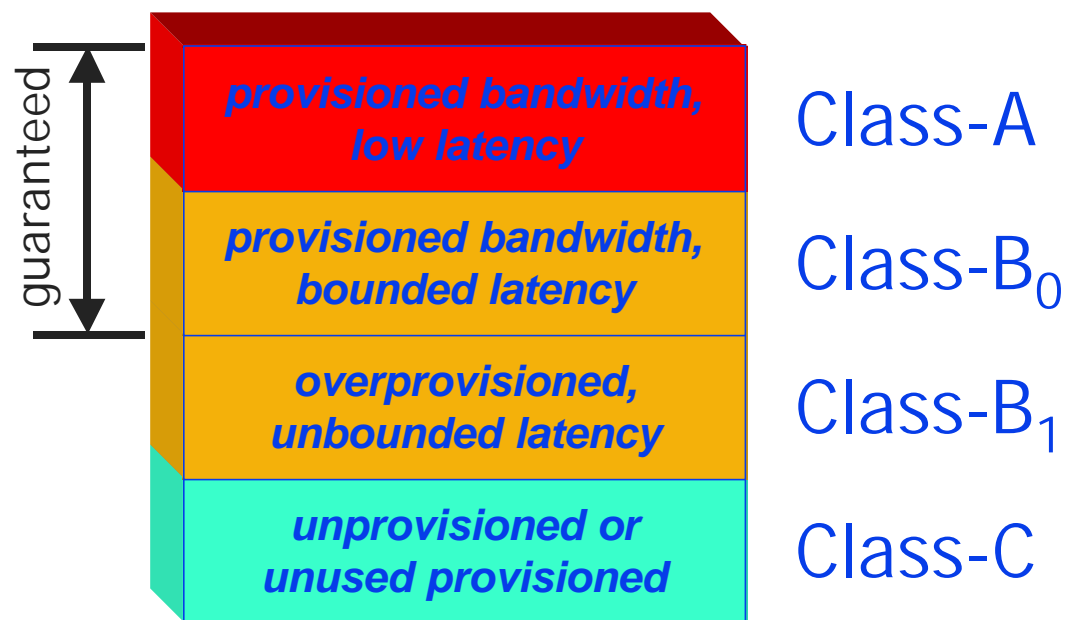 guaranteed
provisioned bandwidth,
low latency
Class-A
provisioned bandwidth,
bounded latency
Class-B₀
overprovisioned,
unbounded latency
Class-B₁
unprovisioned or
unused provisioned
Class-C